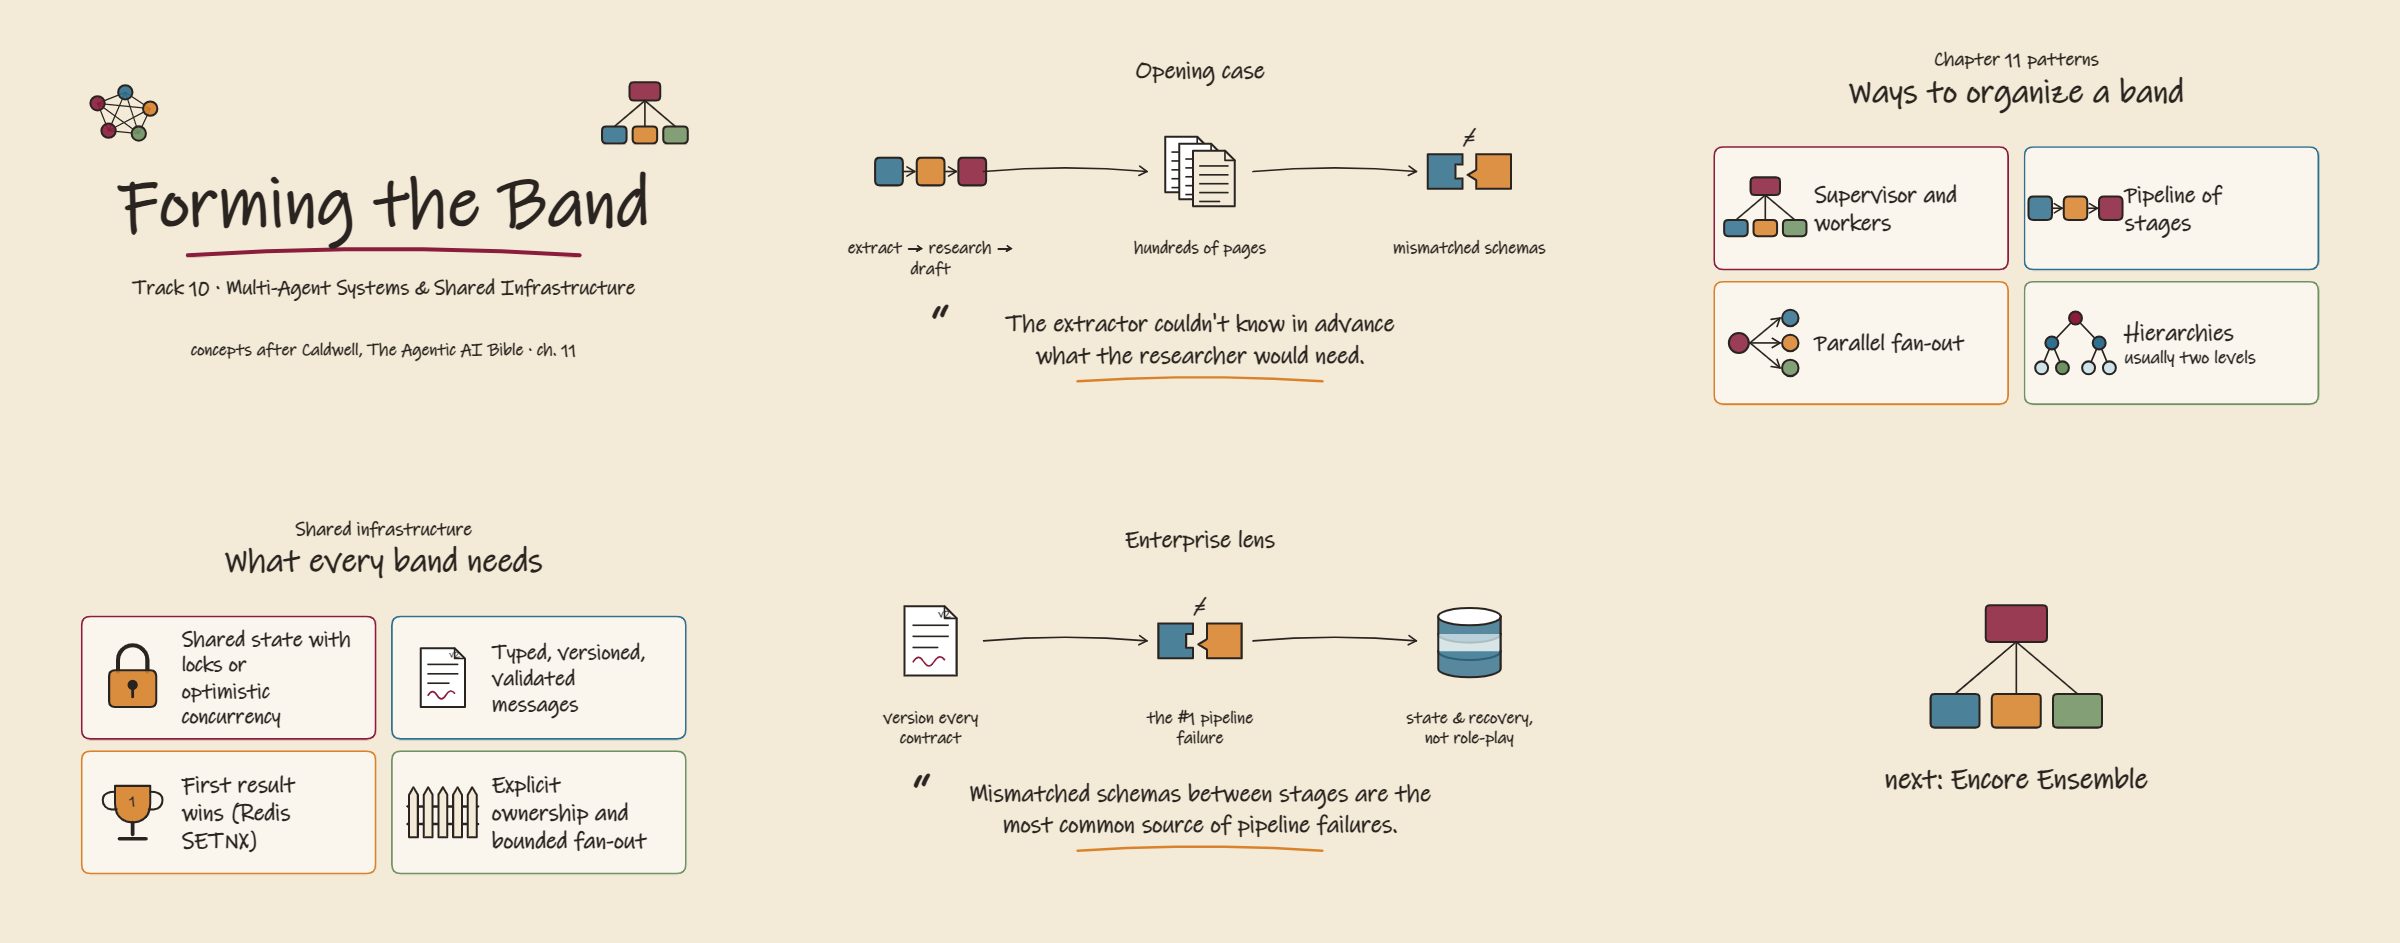 Forming the Band
Track 10 · Multi-Agent Systems & Shared Infrastructure
concepts after Caldwell, The Agentic AI Bible · ch. 11
Opening case
≠
extract → research →
draft
hundreds of pages
mismatched schemas
“
The extractor couldn't know in advance
what the researcher would need.
Chapter 11 patterns
Ways to organize a band
Supervisor and
workers
Pipeline of
stages
Parallel fan-out
Hierarchies
usually two levels
Shared infrastructure
What every band needs
Shared state with
locks or
optimistic
concurrency
v2
Typed, versioned,
validated
messages
1
First result
wins (Redis
SETNX)
Explicit
ownership and
bounded fan-out
Enterprise lens
v2
≠
version every
contract
the #1 pipeline
failure
state & recovery,
not role-play
“
Mismatched schemas between stages are the
most common source of pipeline failures.
next: Encore Ensemble